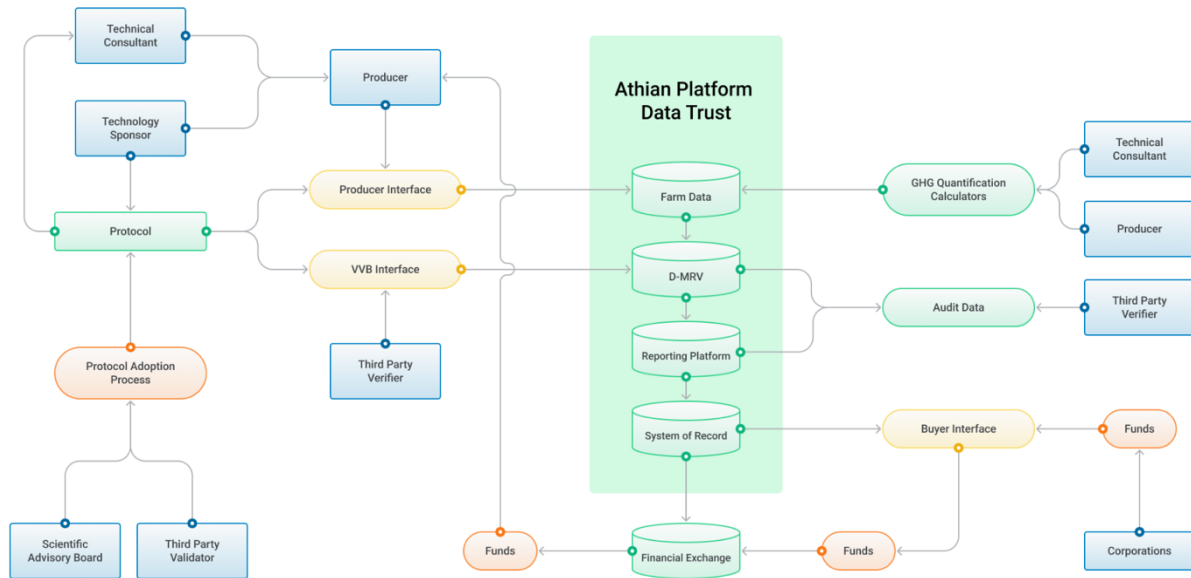 Technical
Consultant
Technology
Sponsor
Protocol
Protocol Adoption
Process
Scientific
Advisory Board
Third Party
Validator
Producer
Producer Interface
VVB Interface
Third Party
Verifier
Funds
Athian Platform
Data Trust
Farm Data
D-MRV
Reporting Platform
System of Record
Financial Exchange
Funds
GHG Quantification
Calculators
Audit Data
Buyer Interface
Technical
Consultant
Producer
Third Party
Verifier
Funds
Corporations